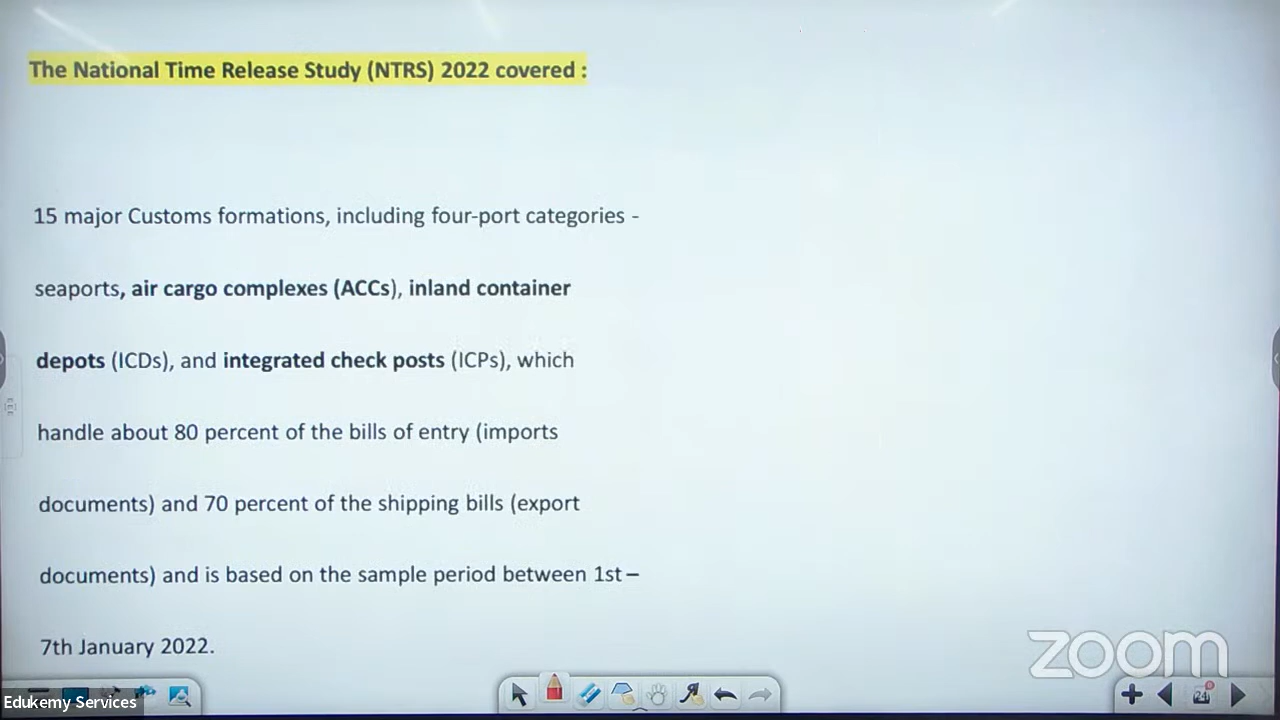 The National Time Release Study (NTRS) 2022 covered :
15 major Customs formations, including four-port categories -
seaports, air cargo complexes (ACCs), inland container
depots (ICDs), and integrated check posts (ICPs), which
handle about 80 percent of the bills of entry (imports
documents) and 70 percent of the shipping bills (export
documents) and is based on the sample period between 1st –
7th January 2022.
zoom
24
Edukemy Services